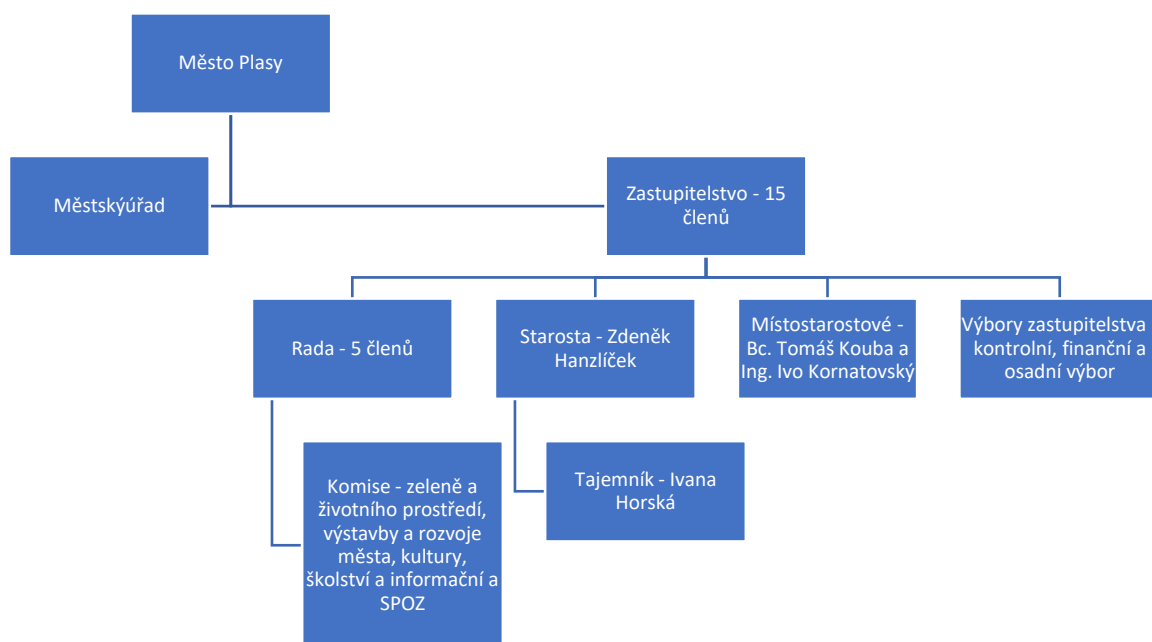 Město Plasy
Městskýúřad
Zastupitelstvo - 15
členů
Rada - 5 členů
Starosta - Zdeněk
Hanzlíček
Místostarostové -
Bc. Tomáš Kouba a
Ing. Ivo Kornatovský
Výbory zastupitelstva
kontrolní, finanční a
osadní výbor
Komise - zeleně a
životního prostředí,
výstavby a rozvoje
města, kultury,
školství a informační a
SPOZ
Tajemník - Ivana
Horská